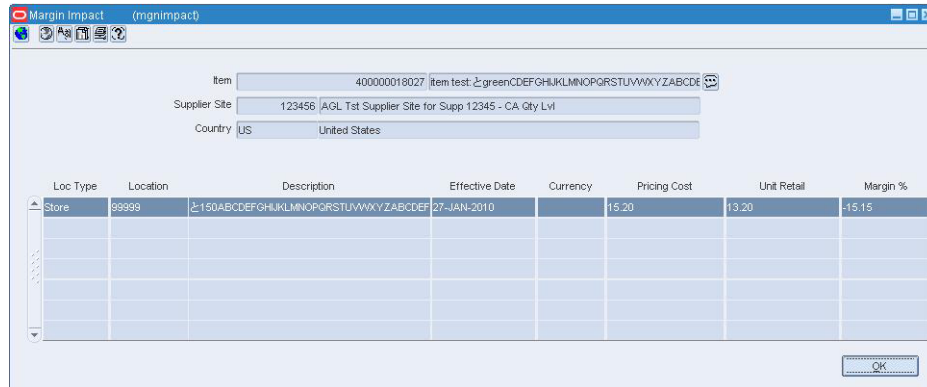 Margin Impact (mgnimpact)
Item 400000018027 item test:とgreenCDEFGHIJKLMNOPQRSTUVWXYZABCDE
Supplier Site 123456 AGL Tst Supplier Site for Supp 12345 - CA Qty Lvl
Country US United States
Loc Type Location Description Effective Date Currency Pricing Cost Unit Retail Margin %
Store 99999 と150ABCDEFGHIJKLMNOPQRSTUVWXYZABCDEF 27-JAN-2010 15.20 13.20 -15.15
OK